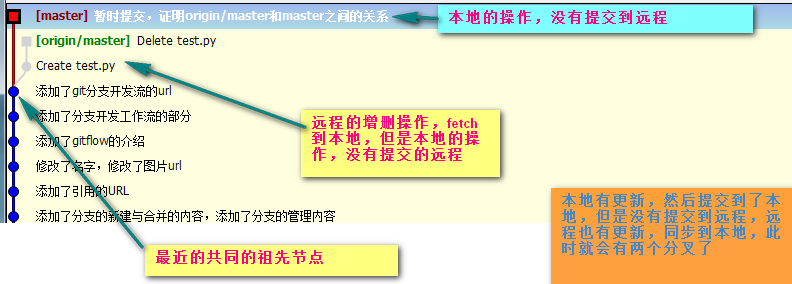 [master] 暂时提交，证明origin/master和master之间的关系
本地的操作，没有提交到远程
[origin/master] Delete test.py
Create test.py
添加了git分支开发流的url
添加了分支开发工作流的部分
添加了gitflow的介绍
修改了名字，修改了图片url
添加了引用的URL
添加了分支的新建与合并的内容，添加了分支的管理内容
远程的增删操作，fetch
到本地，但是本地的操
作，没有提交的远程
最近的共同的祖先节点
本地有更新，然后提交到了本
地，但是没有提交到远程，远
程也有更新，同步到本地，此
时就会有两个分叉了